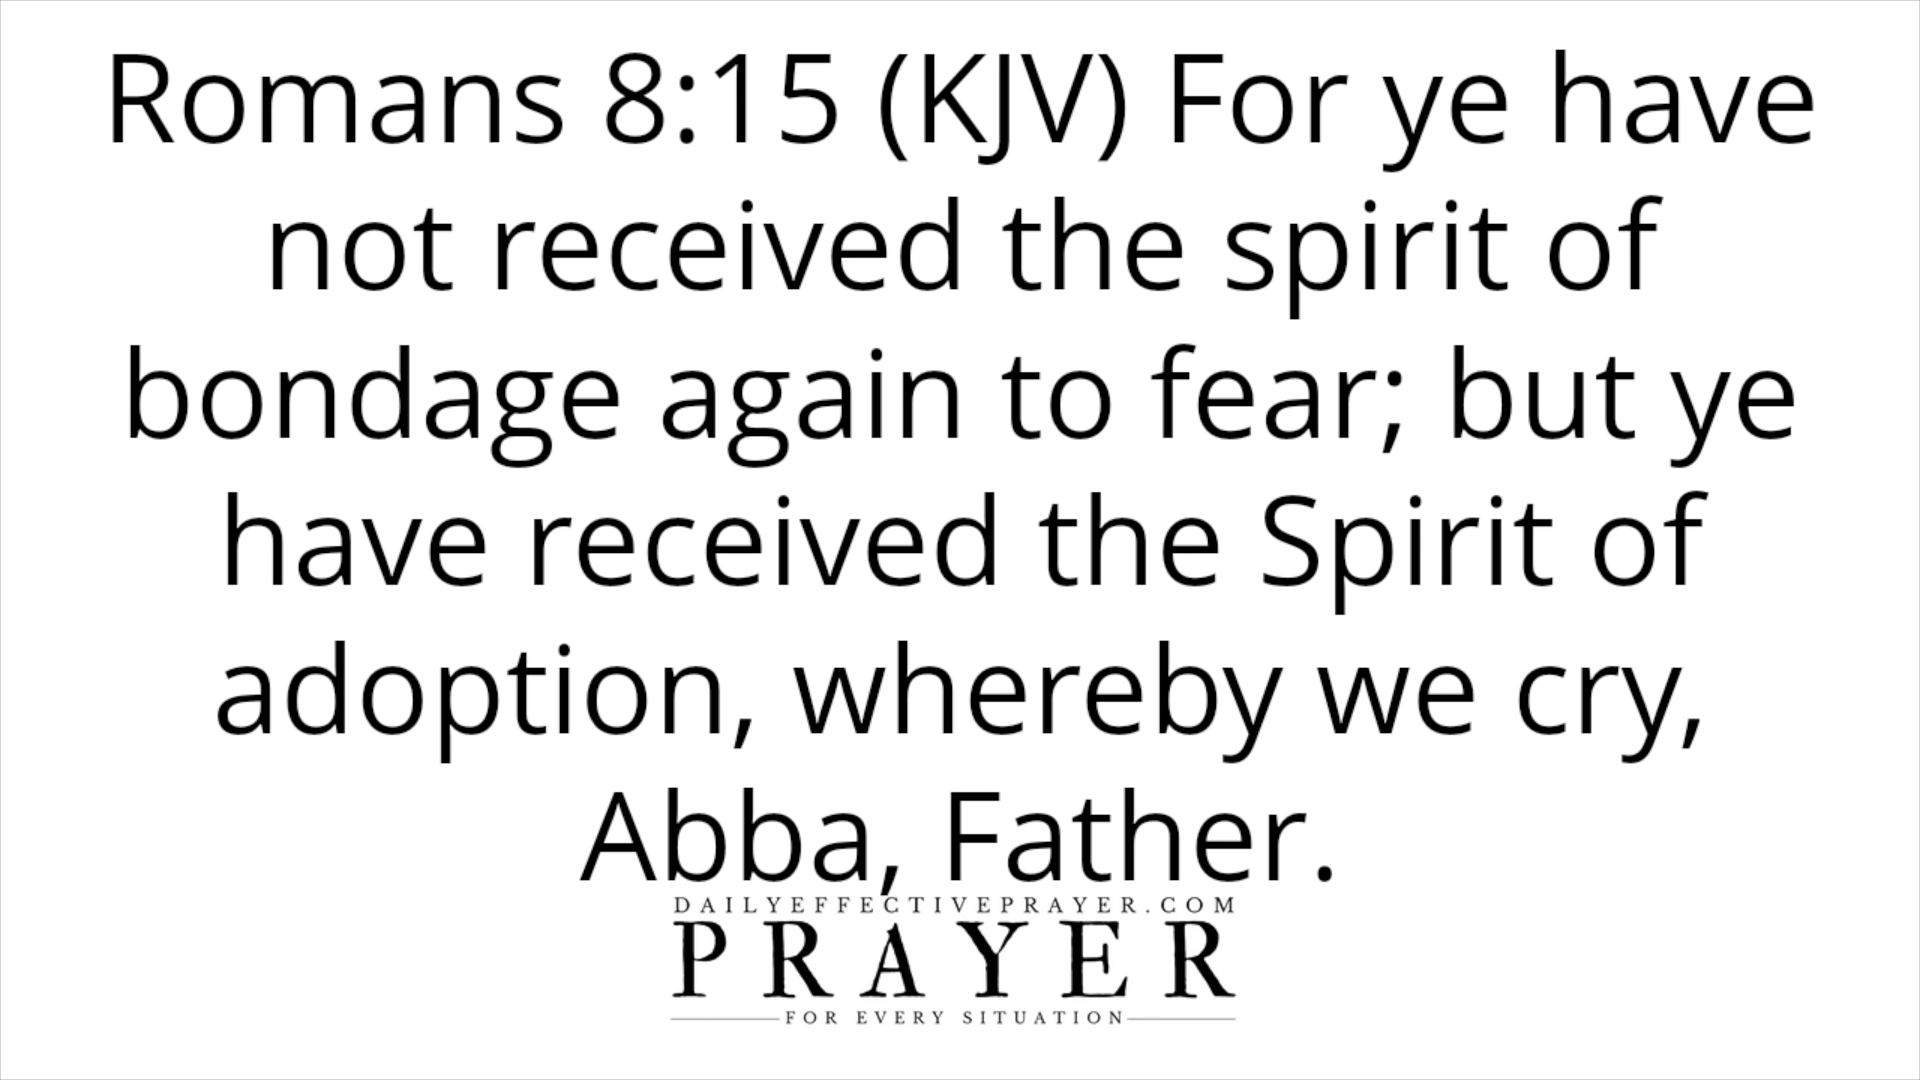 Romans 8:15 (KJV) For ye have
not received the spirit of
bondage again to fear; but ye
have received the Spirit of
adoption, whereby we cry,
Abba, Father.
DAILYEFFECTIVEPRAYER.COM
PRAYER
FOR EVERY SITUATION